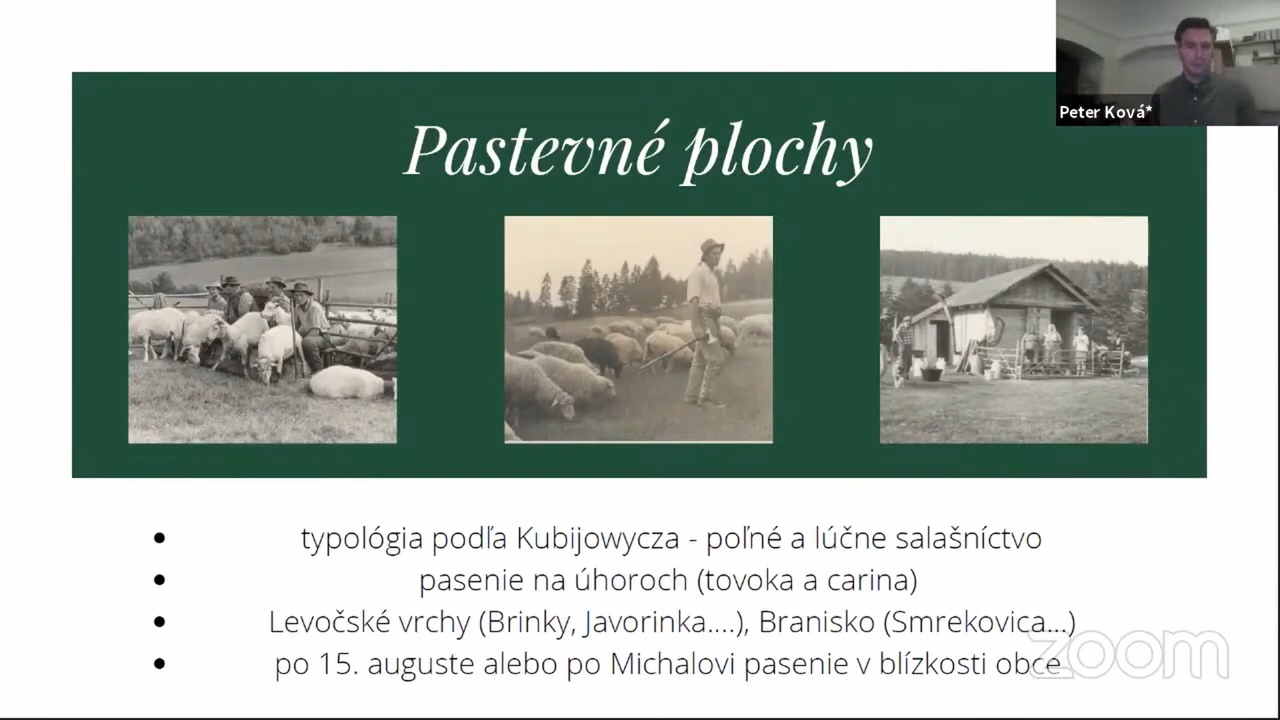 Peter Ková*
Pastevné plochy
typológia podľa Kubijowycza - poľné a lúčne salašníctvo
pasenie na úhoroch (tovoka a carina)
Levočské vrchy (Brinky, Javorinka....), Branisko (Smrekovica...)
po 15. auguste alebo po Michalovi pasenie v blízkosti obce
zoom